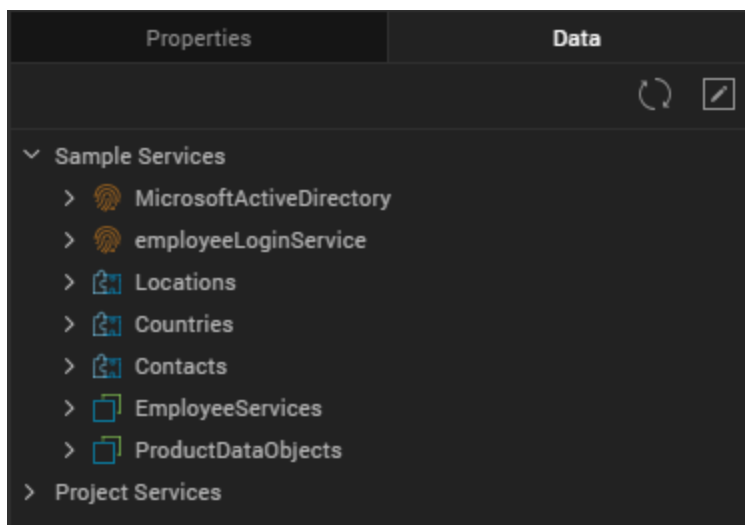 Properties Data
Sample Services
MicrosoftActiveDirectory
employeeLoginService
Locations
Countries
Contacts
EmployeeServices
ProductDataObjects
Project Services